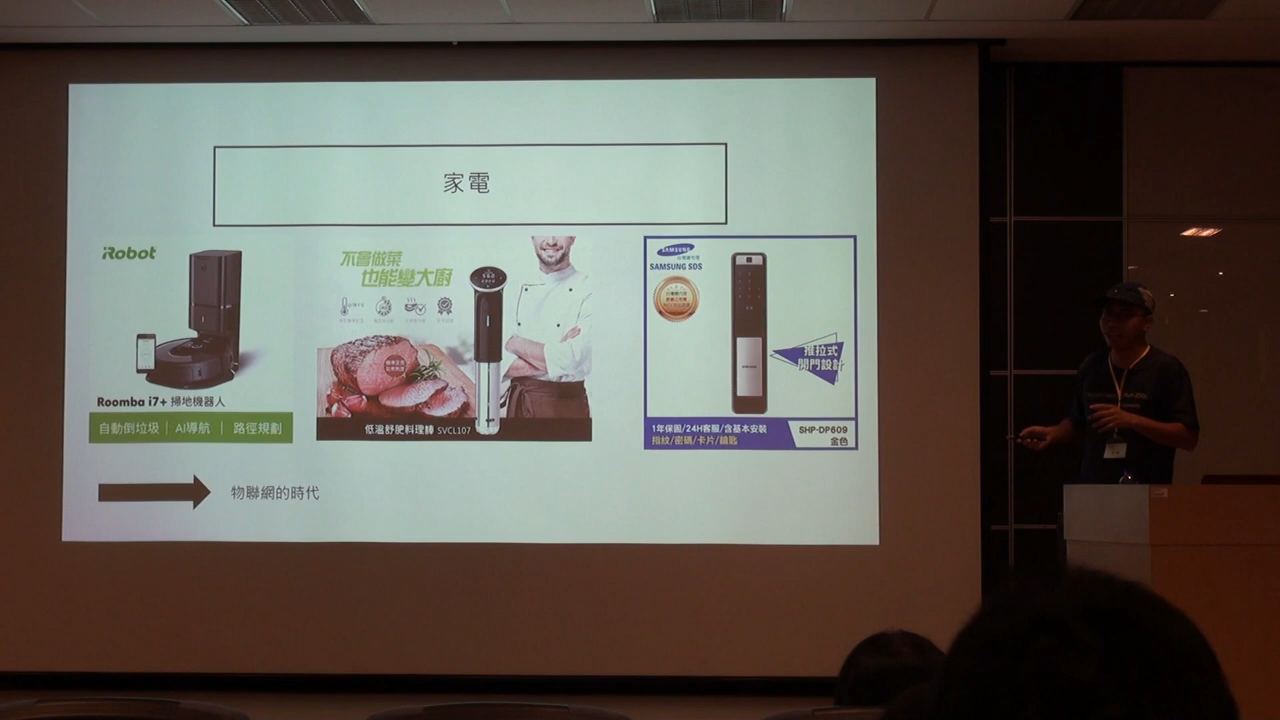 家電
iRobot
Roomba i7+ 掃地機器人
自動倒垃圾 | AI導航 | 路徑規劃
不會做菜
也能變大廚
低溫舒肥料理棒 SVCL107
SAMSUNG
SAMSUNG SDS
推拉式
開門設計
1年保固/24H客服/含基本安裝
指紋/密碼/卡片/鑰匙
SHP-DP609
金色
物聯網的時代